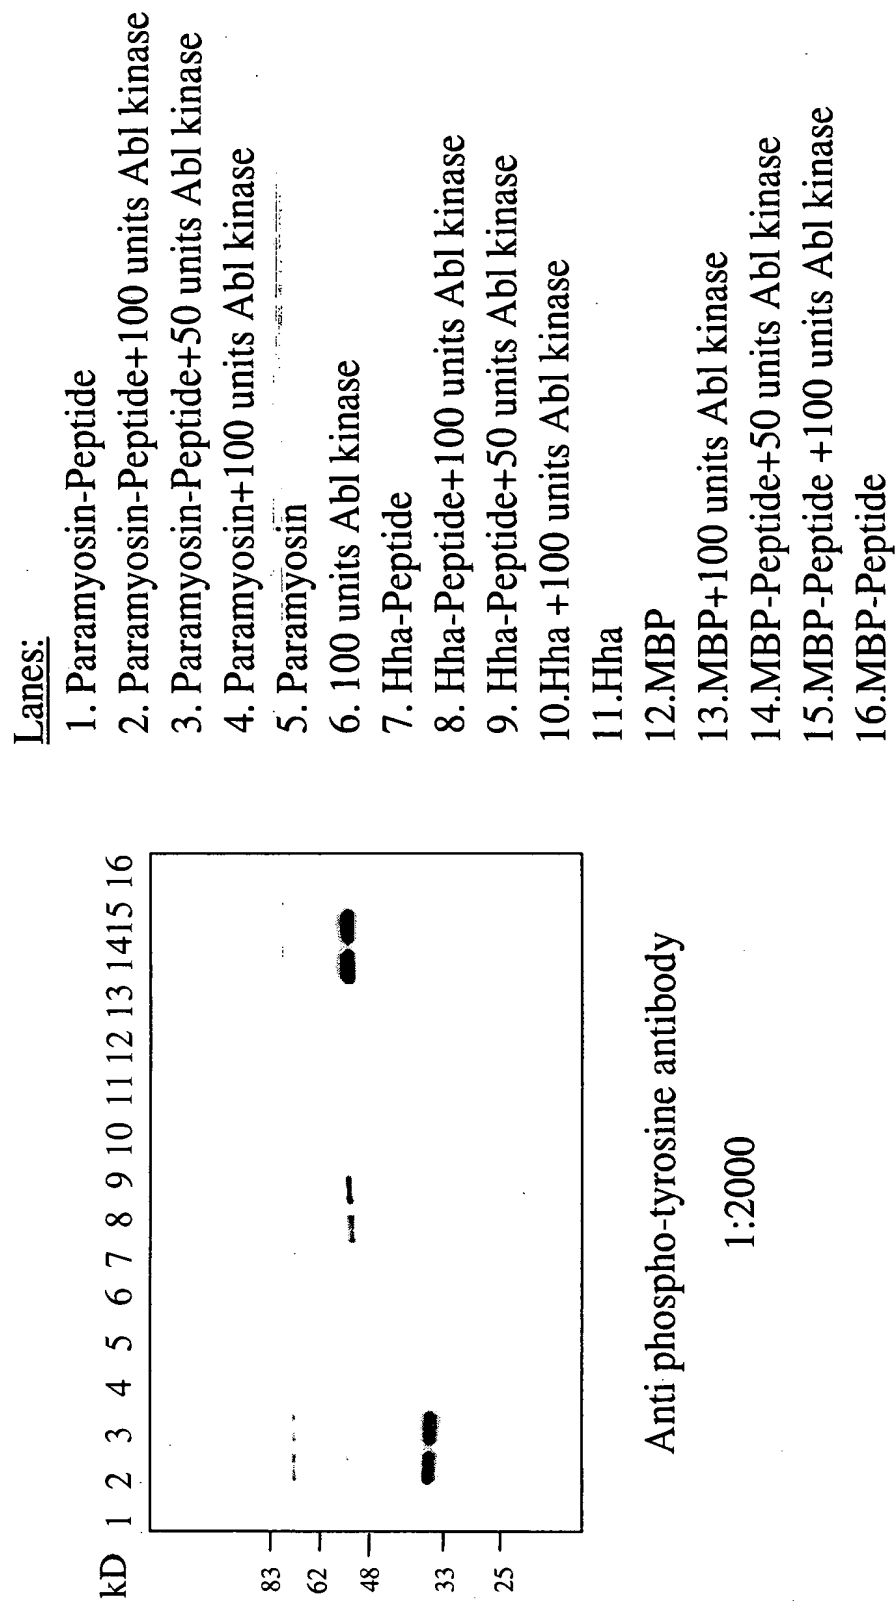 kD
1 2 3 4 5 6 7 8 9 10 11 12 13 14 15 16
83
62
48
33
25
Anti phospho-tyrosine antibody
1:2000
Lanes:
1. Paramyosin-Peptide
2. Paramyosin-Peptide+100 units Abl kinase
3. Paramyosin-Peptide+50 units Abl kinase
4. Paramyosin+100 units Abl kinase
5. Paramyosin
6. 100 units Abl kinase
7. Hha-Peptide
8. Hha-Peptide+100 units Abl kinase
9. Hha-Peptide+50 units Abl kinase
10.Hha +100 units Abl kinase
11.Hha
12.MBP
13.MBP+100 units Abl kinase
14.MBP-Peptide+50 units Abl kinase
15.MBP-Peptide +100 units Abl kinase
16.MBP-Peptide